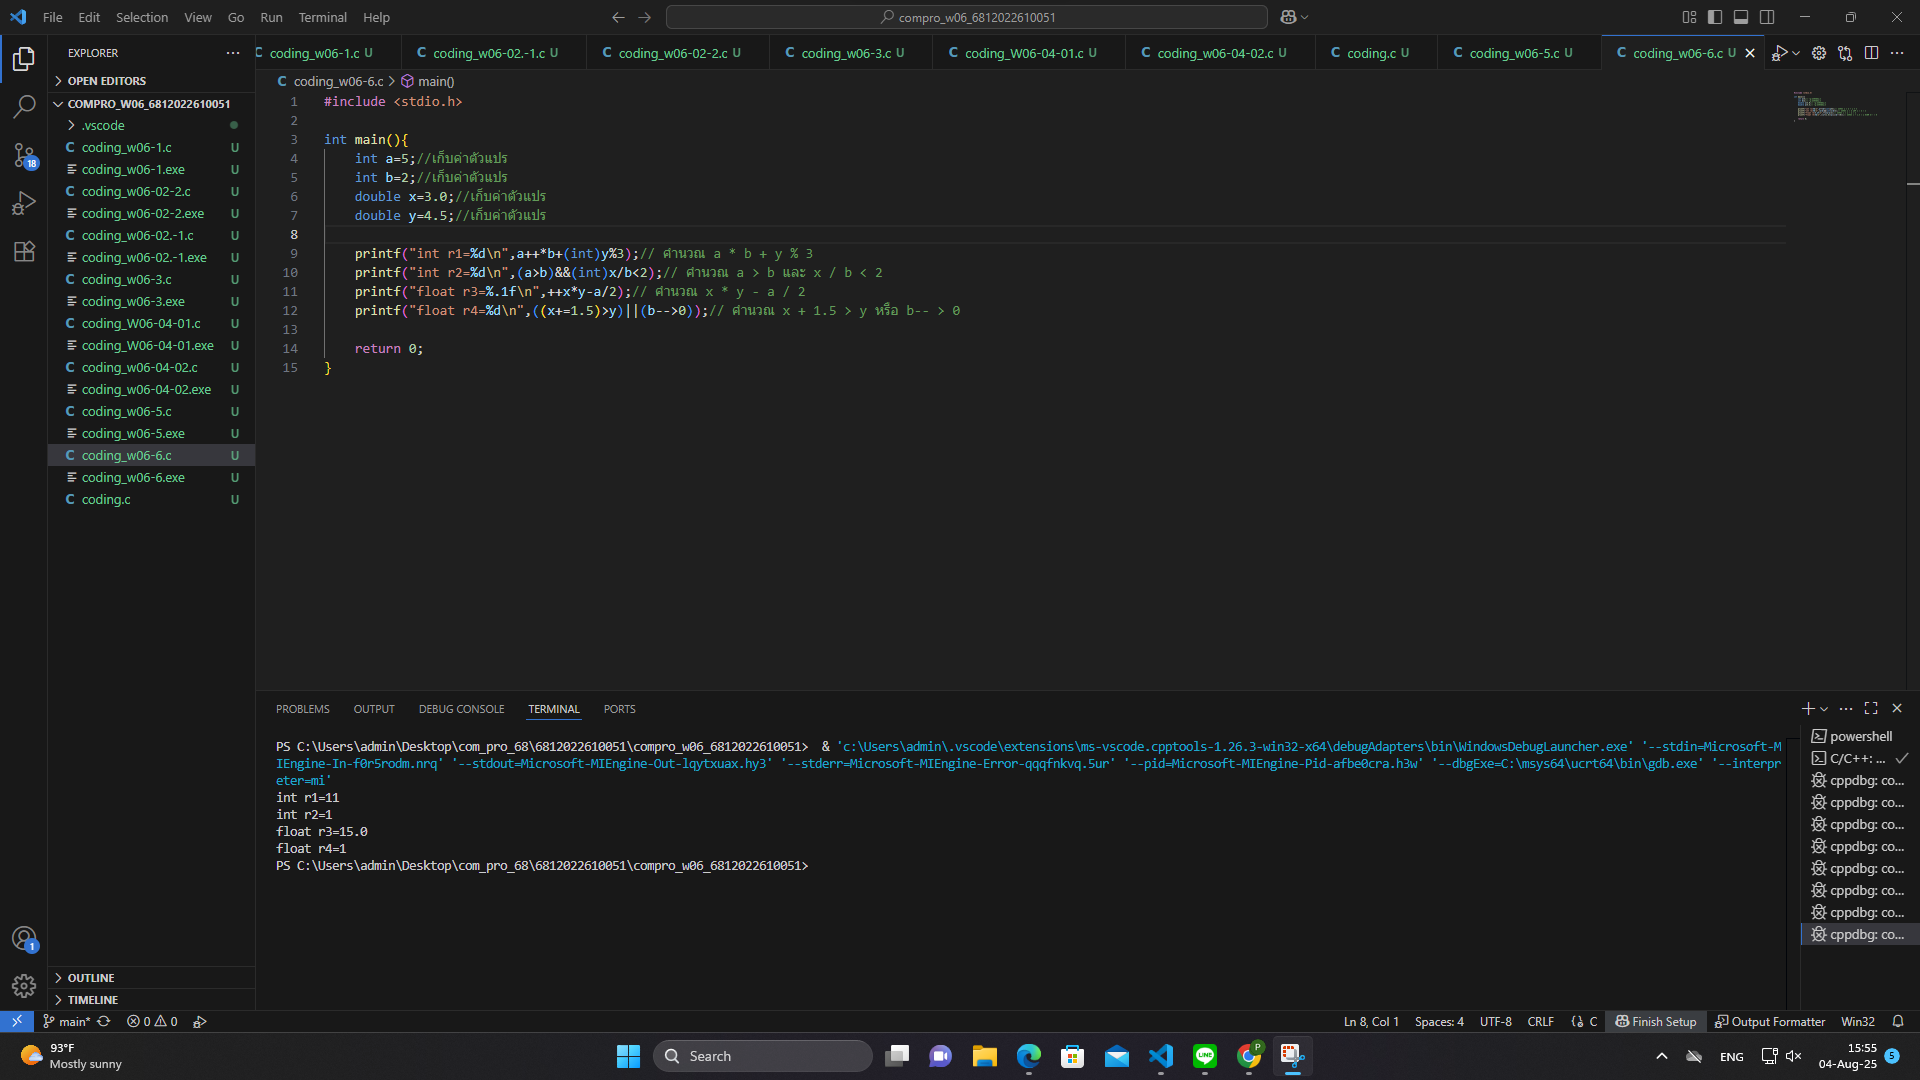 File Edit Selection View Go Run Terminal Help
compro_w06_6812022610051
EXPLORER
coding_w06-1.c U
coding_w06-02.-1.c U
coding_w06-02-2.c U
coding_w06-3.c U
coding_W06-04-01.c U
coding_w06-04-02.c U
coding.c U
coding_w06-5.c U
coding_w06-6.c U
OPEN EDITORS
COMPRO_W06_6812022610051
.vscode
coding_w06-1.c U
coding_w06-1.exe U
coding_w06-02-2.c U
coding_w06-02-2.exe U
coding_w06-02.-1.c U
coding_w06-02.-1.exe U
coding_w06-3.c U
coding_w06-3.exe U
coding_W06-04-01.c U
coding_W06-04-01.exe U
coding_w06-04-02.c U
coding_w06-04-02.exe U
coding_w06-5.c U
coding_w06-5.exe U
coding_w06-6.c U
coding_w06-6.exe U
coding.c U
OUTLINE
TIMELINE
coding_w06-6.c > main()
1 #include <stdio.h>
2
3 int main(){
4 int a=5;//เก็บค่าตัวแปร
5 int b=2;//เก็บค่าตัวแปร
6 double x=3.0;//เก็บค่าตัวแปร
7 double y=4.5;//เก็บค่าตัวแปร
8
9 printf("int r1=%d\n",a++*b+(int)y%3);// คำนวณ a * b + y % 3
10 printf("int r2=%d\n",(a>b)&&(int)x/b<2);// คำนวณ a > b และ x / b < 2
11 printf("float r3=%.1f\n",++x*y-a/2);// คำนวณ x * y - a / 2
12 printf("float r4=%d\n",((x+=1.5)>y)||(b-->0));// คำนวณ x + 1.5 > y หรือ b-- > 0
13
14 return 0;
15 }
PROBLEMS OUTPUT DEBUG CONSOLE TERMINAL PORTS
PS C:\Users\admin\Desktop\com_pro_68\6812022610051\compro_w06_6812022610051> & 'c:\Users\admin\.vscode\extensions\ms-vscode.cpptools-1.26.3-win32-x64\debugAdapters\bin\WindowsDebugLauncher.exe' '--stdin=Microsoft-M
IEngine-In-f0r5rodm.nrq' '--stdout=Microsoft-MIEngine-Out-lqytxuax.hy3' '--stderr=Microsoft-MIEngine-Error-qqqfnkvq.5ur' '--pid=Microsoft-MIEngine-Pid-afbe0cra.h3w' '--dbgExe=C:\msys64\ucrt64\bin\gdb.exe' '--interpr
eter=mi'
int r1=11
int r2=1
float r3=15.0
float r4=1
PS C:\Users\admin\Desktop\com_pro_68\6812022610051\compro_w06_6812022610051>
powershell
C/C++: ...
cppdbg: co...
cppdbg: co...
cppdbg: co...
cppdbg: co...
cppdbg: co...
cppdbg: co...
cppdbg: co...
cppdbg: co...
18
1
main* 0 0
Ln 8, Col 1 Spaces: 4 UTF-8 CRLF {} C Finish Setup Output Formatter Win32
93°F
Mostly sunny
Search
LINE
P
ENG
15:55
04-Aug-25
5